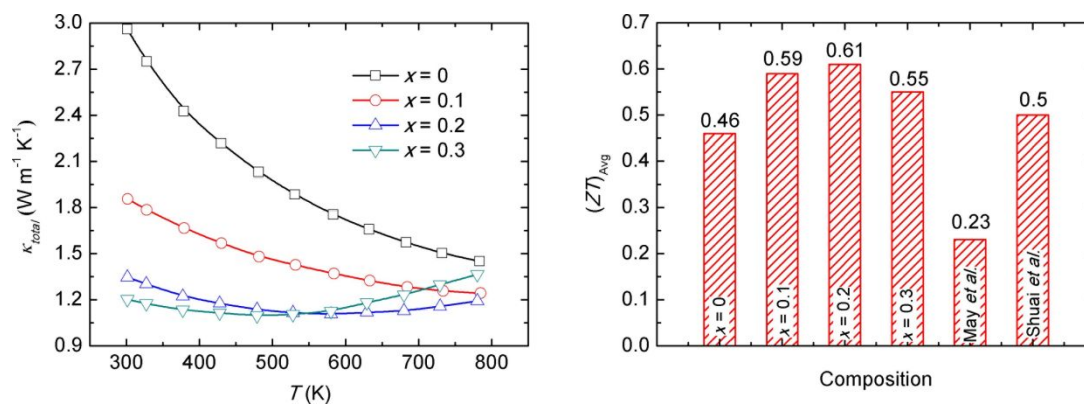 3.0
2.7
2.4
2.1
1.8
1.5
1.2
0.9
κtotal (W m⁻¹ K⁻¹)
x = 0
x = 0.1
x = 0.2
x = 0.3
300 400 500 600 700 800
T (K)
0.7
0.6
0.5
0.4
0.3
0.2
0.1
0.0
(ZT)Avg
0.46
0.59
0.61
0.55
0.23
0.5
x = 0
x = 0.1
x = 0.2
x = 0.3
May et al.
Shuai et al.
Composition